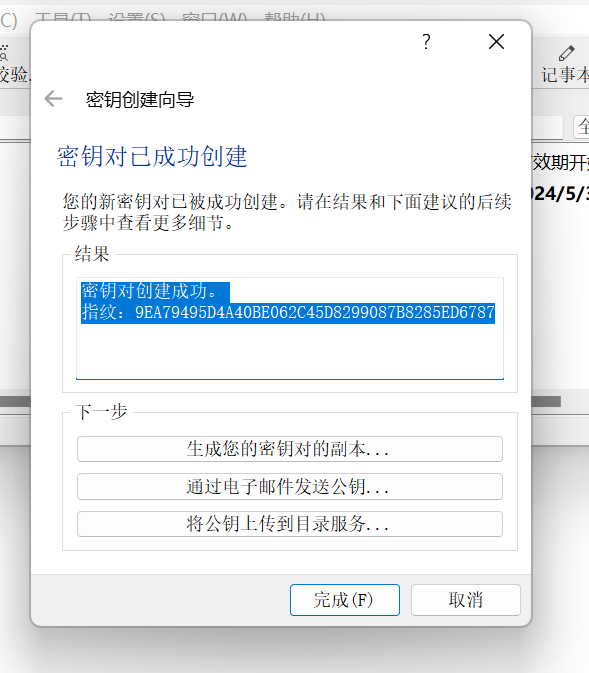 工具(T) 设置(S) 窗口(W) 帮助(H)
?
密钥创建向导
记事本
密钥对已成功创建
效期开始
024/5/3
您的新密钥对已被成功创建。请在结果和下面建议的后续
步骤中查看更多细节。
结果
密钥对创建成功。
指纹: 9EA79495D4A40BE062C45D8299087B8285ED6787
下一步
生成您的密钥对的副本...
通过电子邮件发送公钥...
将公钥上传到目录服务...
完成(F)
取消